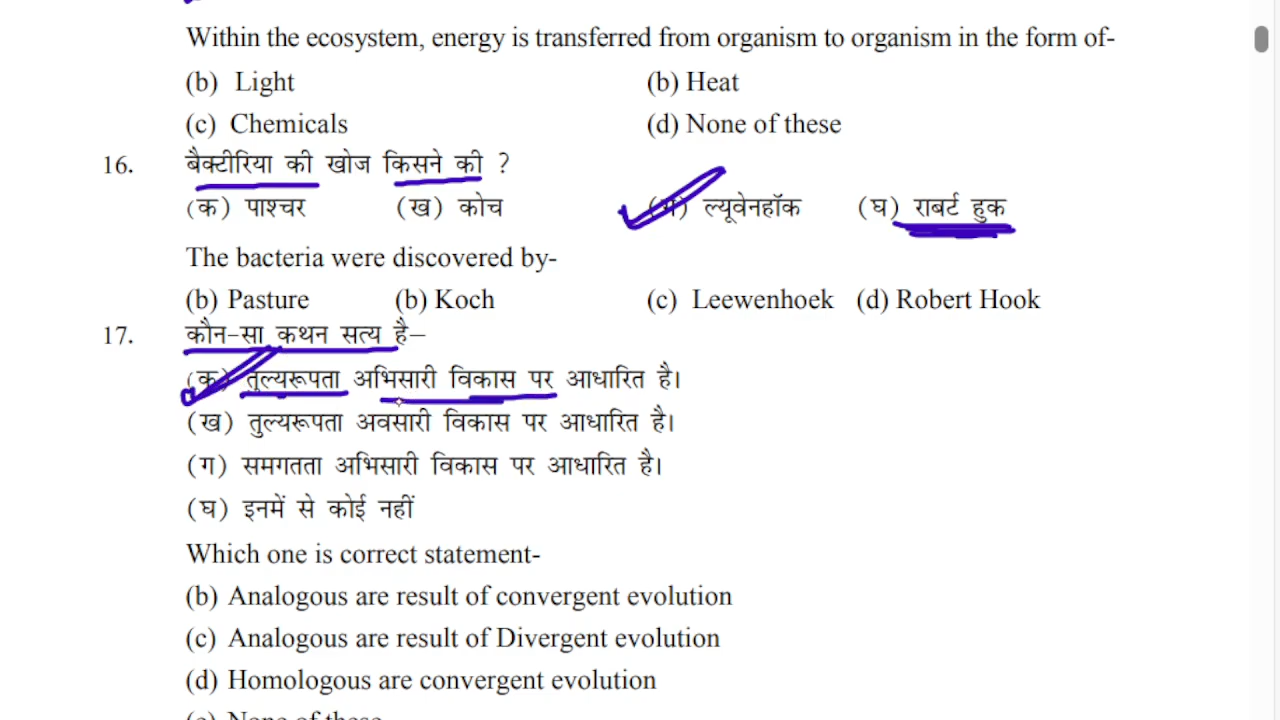 Within the ecosystem, energy is transferred from organism to organism in the form of-
(b) Light (b) Heat
(c) Chemicals (d) None of these
16. बैक्टीरिया की खोज किसने की ?
(क) पाश्चर (ख) कोच (ग) ल्यूवेनहॉक (घ) राबर्ट हुक
The bacteria were discovered by-
(b) Pasture (b) Koch (c) Leewenhoek (d) Robert Hook
17. कौन-सा कथन सत्य है–
(क) तुल्यरूपता अभिसारी विकास पर आधारित है।
(ख) तुल्यरूपता अवसारी विकास पर आधारित है।
(ग) समगतता अभिसारी विकास पर आधारित है।
(घ) इनमें से कोई नहीं
Which one is correct statement-
(b) Analogous are result of convergent evolution
(c) Analogous are result of Divergent evolution
(d) Homologous are convergent evolution
(e) None of these